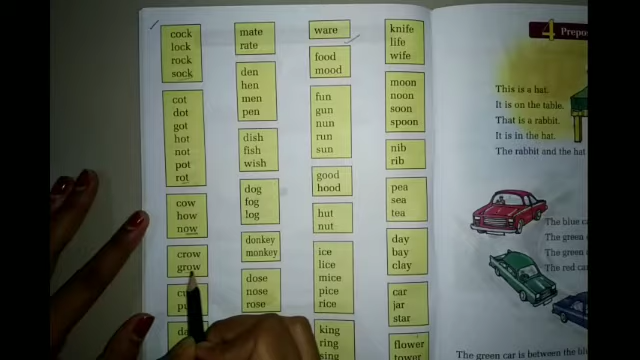 cock
lock
rock
sock
cot
dot
got
hot
not
pot
rot
cow
how
now
crow
grow
mate
rate
den
hen
men
pen
dish
fish
wish
dog
fog
log
donkey
monkey
dose
nose
rose
ware
food
mood
fun
gun
nun
run
sun
good
hood
hut
nut
ice
lice
mice
pice
rice
king
ring
sing
knife
life
wife
moon
noon
soon
spoon
nib
rib
pea
sea
tea
day
bay
clay
car
jar
star
flower
tower
4
This is a hat.
It is on the table.
That is a rabbit.
It is in the hat.
The rabbit and the hat
The blue
The green
The green
The red
The green car is between the